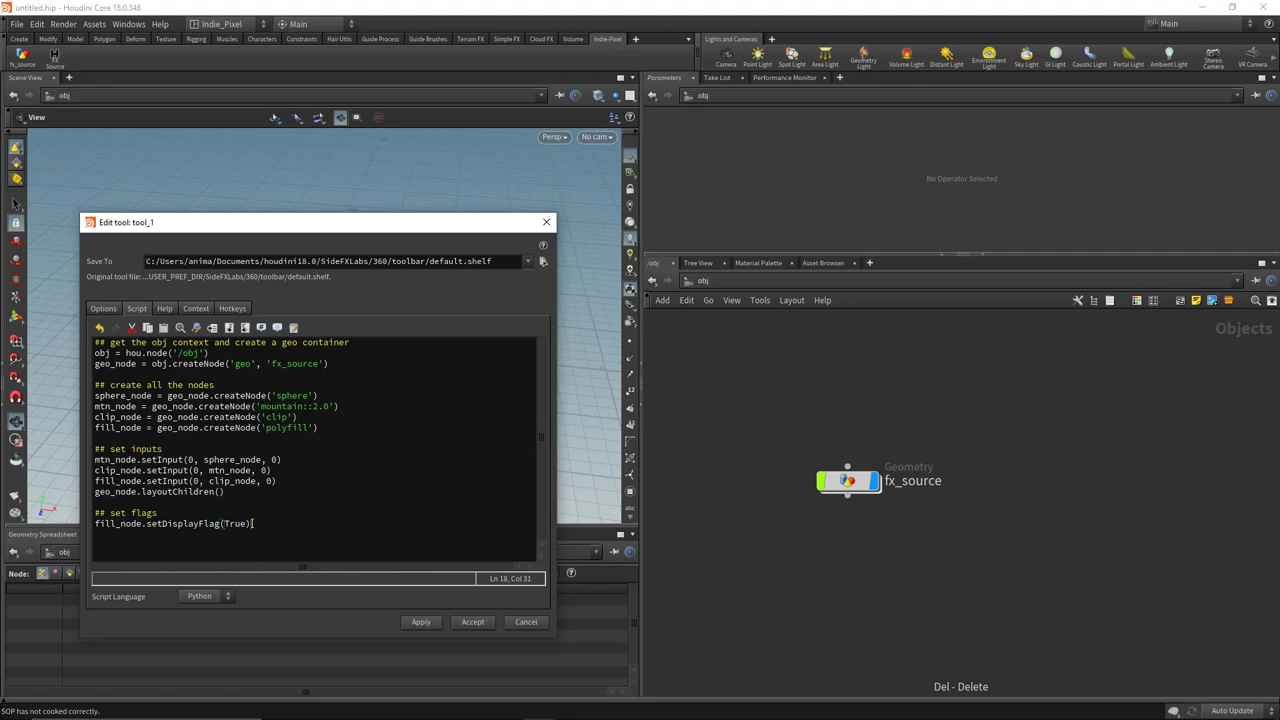 untitled.hip - Houdini Core 18.0.348
File Edit Render Assets Windows Help Indie_Pixel Main Main
Create Modify Model Polygon Deform Texture Rigging Muscles Characters Constraints Hair Utils Guide Process Guide Brushes Terrain FX Simple FX Cloud FX Volume Indie-Pixel Lights and Cameras
fx_source Source Camera Point Light Spot Light Area Light Geometry Light Volume Light Distant Light Environment Light Sky Light GI Light Caustic Light Portal Light Ambient Light Stereo Camera VR Camera
Scene View Parameters Take List Performance Monitor
obj obj
View
Persp No cam
No Operator Selected
Edit tool: tool_1
Save To C:/Users/anima/Documents/houdini18.0/SideFXLabs/360/toolbar/default.shelf
Original tool file: ...USER_PREF_DIR/SideFXLabs/360/toolbar/default.shelf.
Options Script Help Context Hotkeys
## get the obj context and create a geo container
obj = hou.node('/obj')
geo_node = obj.createNode('geo', 'fx_source')
## create all the nodes
sphere_node = geo_node.createNode('sphere')
mtn_node = geo_node.createNode('mountain::2.0')
clip_node = geo_node.createNode('clip')
fill_node = geo_node.createNode('polyfill')
## set inputs
mtn_node.setInput(0, sphere_node, 0)
clip_node.setInput(0, mtn_node, 0)
fill_node.setInput(0, clip_node, 0)
geo_node.layoutChildren()
## set flags
fill_node.setDisplayFlag(True)
Ln 18, Col 31
Script Language Python
Apply Accept Cancel
/obj Tree View Material Palette Asset Browser
obj
Add Edit Go View Tools Layout Help
Objects
Geometry
fx_source
Geometry Spreadsheet
obj
Node:
Del - Delete
SOP has not cooked correctly.
Auto Update